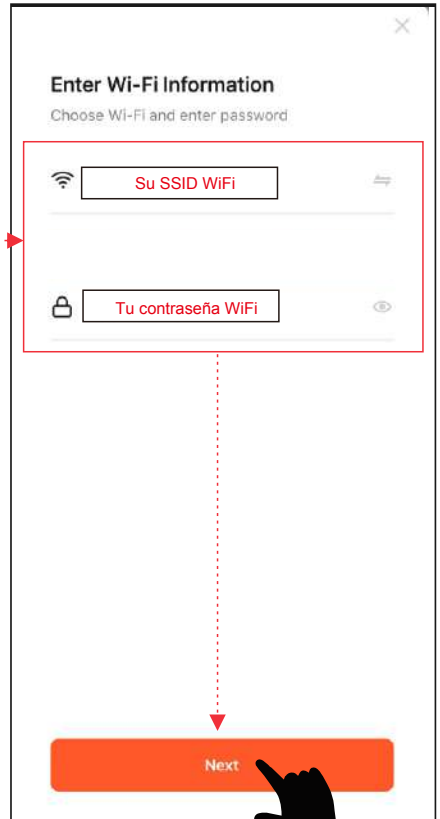 Enter Wi-Fi Information
Choose Wi-Fi and enter password
Su SSID WiFi
Tu contraseña WiFi
Next